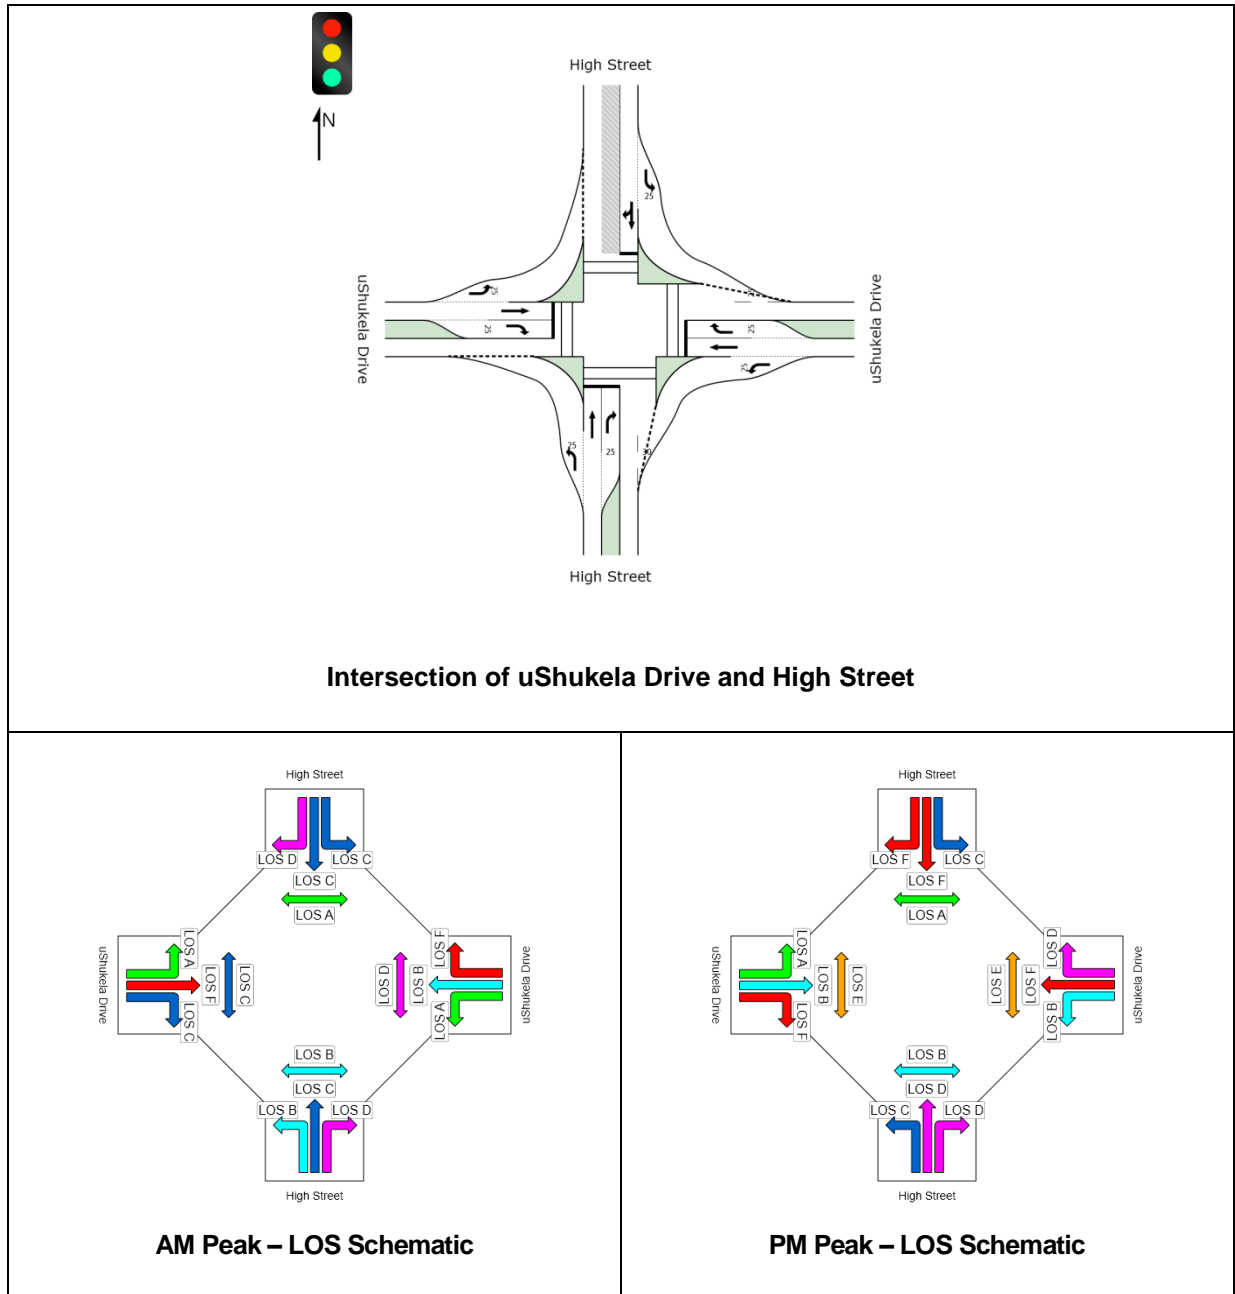 N
High Street
25
25
uShukela Drive
25
25
25
25
uShukela Drive
25
25
25
30
High Street
Intersection of uShukela Drive and High Street
High Street
LOS D
LOS C
LOS C
LOS A
uShukela Drive
LOS A
LOS F
LOS C
LOS C
LOS D
LOS B
LOS F
LOS A
uShukela Drive
LOS B
LOS C
LOS B
LOS D
High Street
AM Peak – LOS Schematic
High Street
LOS F
LOS C
LOS F
LOS A
uShukela Drive
LOS A
LOS B
LOS F
LOS E
LOS E
LOS F
LOS D
LOS B
uShukela Drive
LOS B
LOS D
LOS C
LOS D
High Street
PM Peak – LOS Schematic